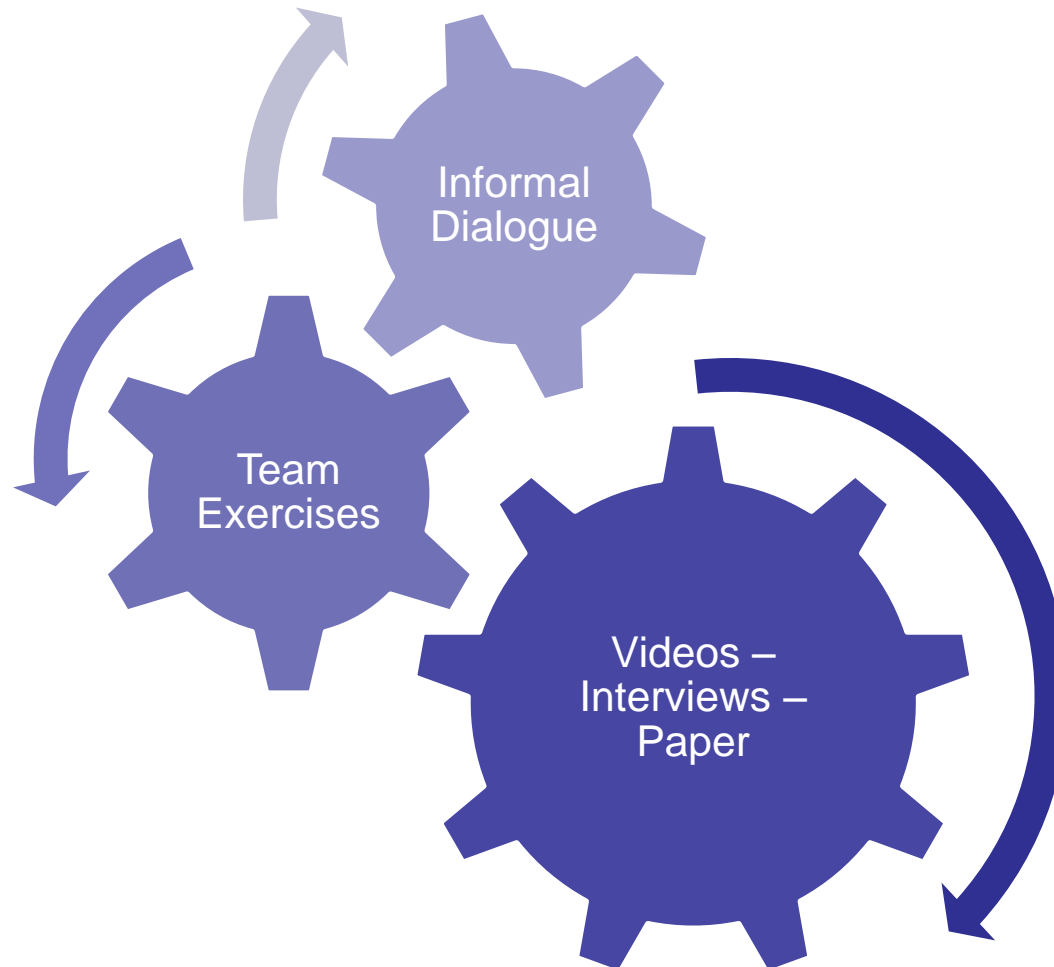 Informal
Dialogue
Team
Exercises
Videos –
Interviews –
Paper